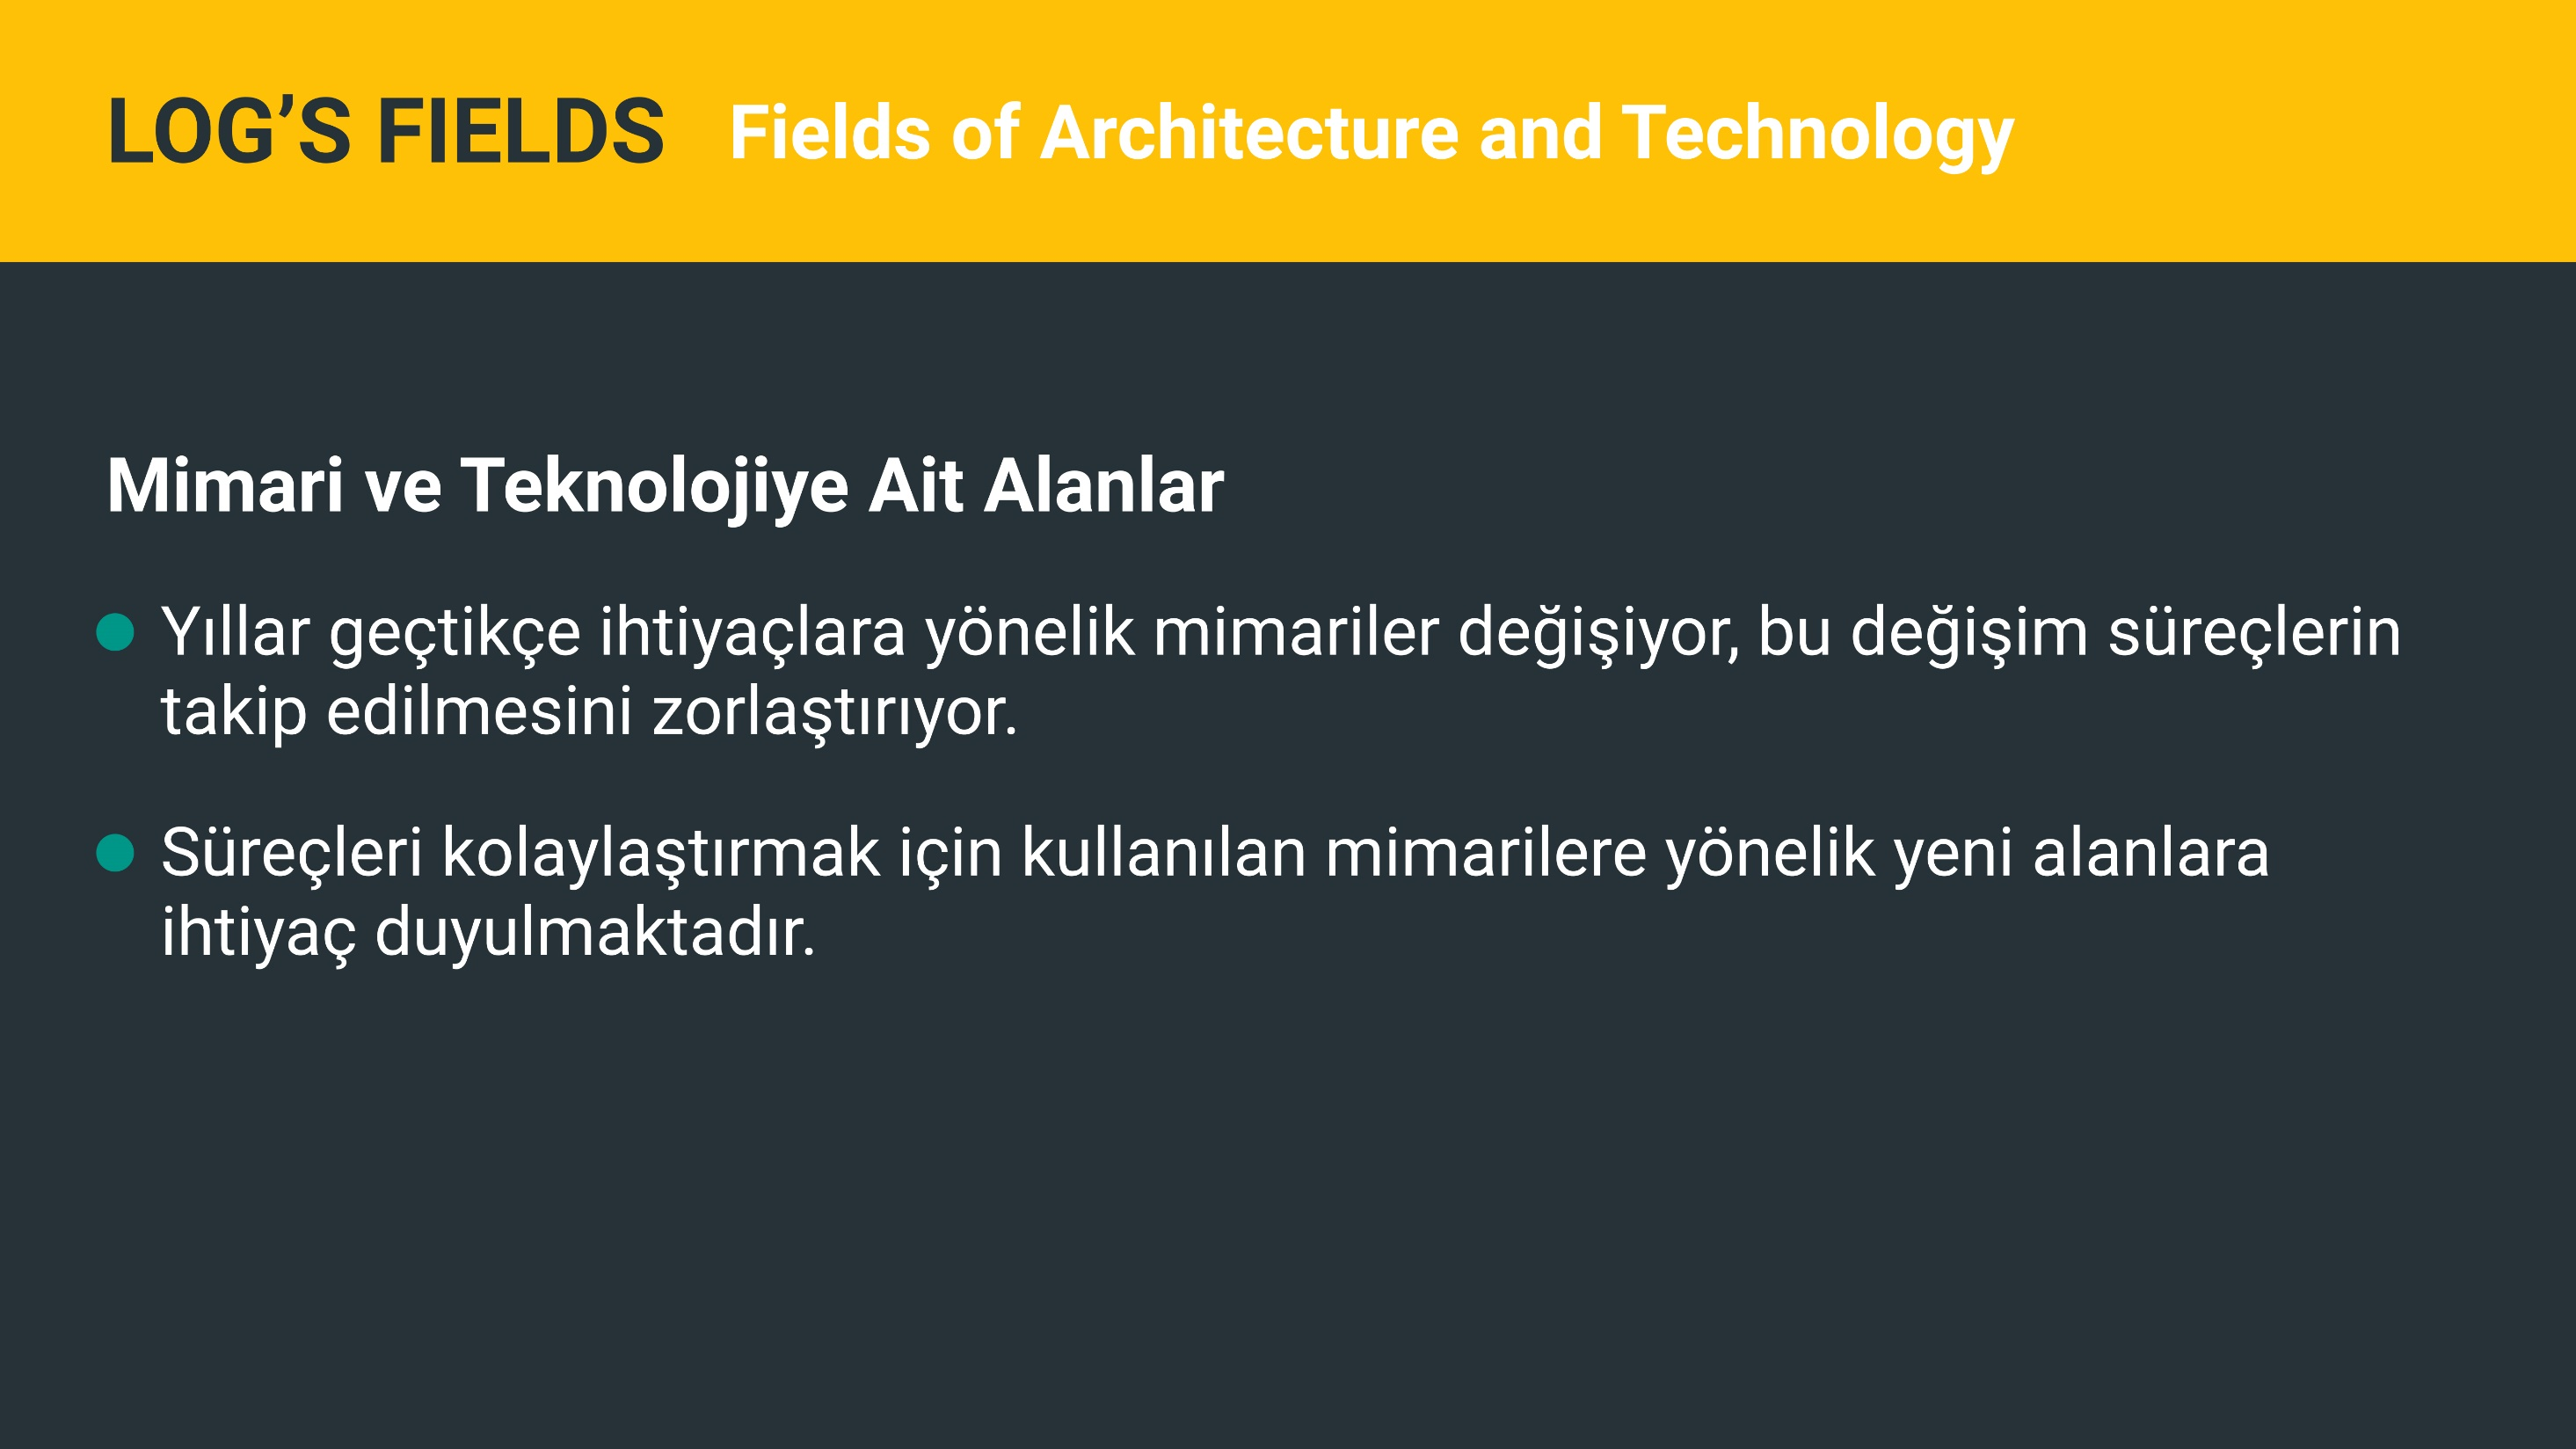 LOG’S FIELDS Fields of Architecture and Technology
Mimari ve Teknolojiye Ait Alanlar
Yıllar geçtikçe ihtiyaçlara yönelik mimariler değişiyor, bu değişim süreçlerin
takip edilmesini zorlaştırıyor.
Süreçleri kolaylaştırmak için kullanılan mimarilere yönelik yeni alanlara
ihtiyaç duyulmaktadır.